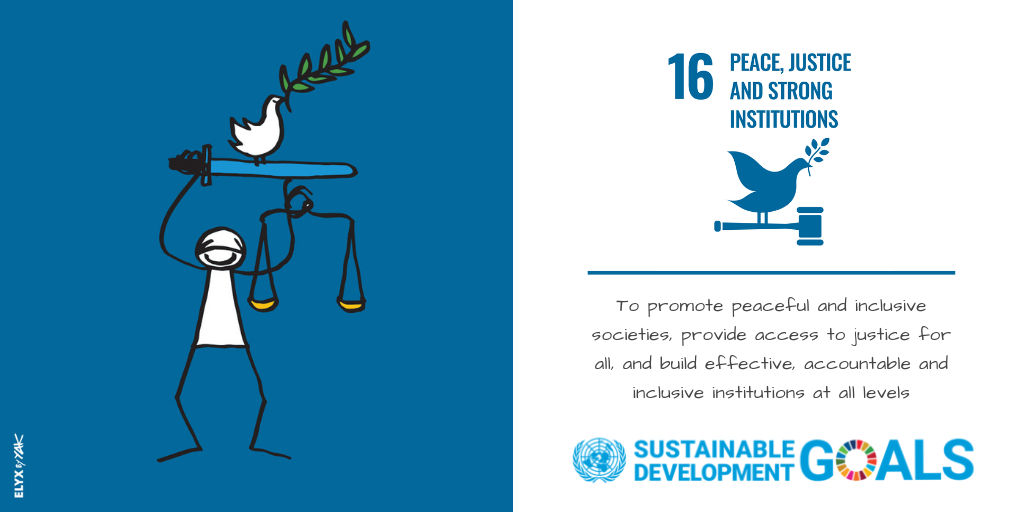 ELYX by YAK
16
PEACE, JUSTICE
AND STRONG
INSTITUTIONS
To promote peaceful and inclusive
societies, provide access to justice for
all, and build effective, accountable and
inclusive institutions at all levels
SUSTAINABLE
DEVELOPMENT
GOALS